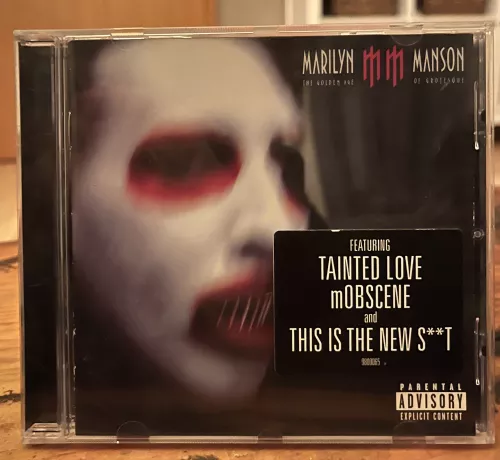 MARILYN MANSON
THE GOLDEN AGE OF GROTESQUE
FEATURING
TAINTED LOVE
mOBSCENE
and
THIS IS THE NEW S**T
PARENTAL
ADVISORY
EXPLICIT CONTENT